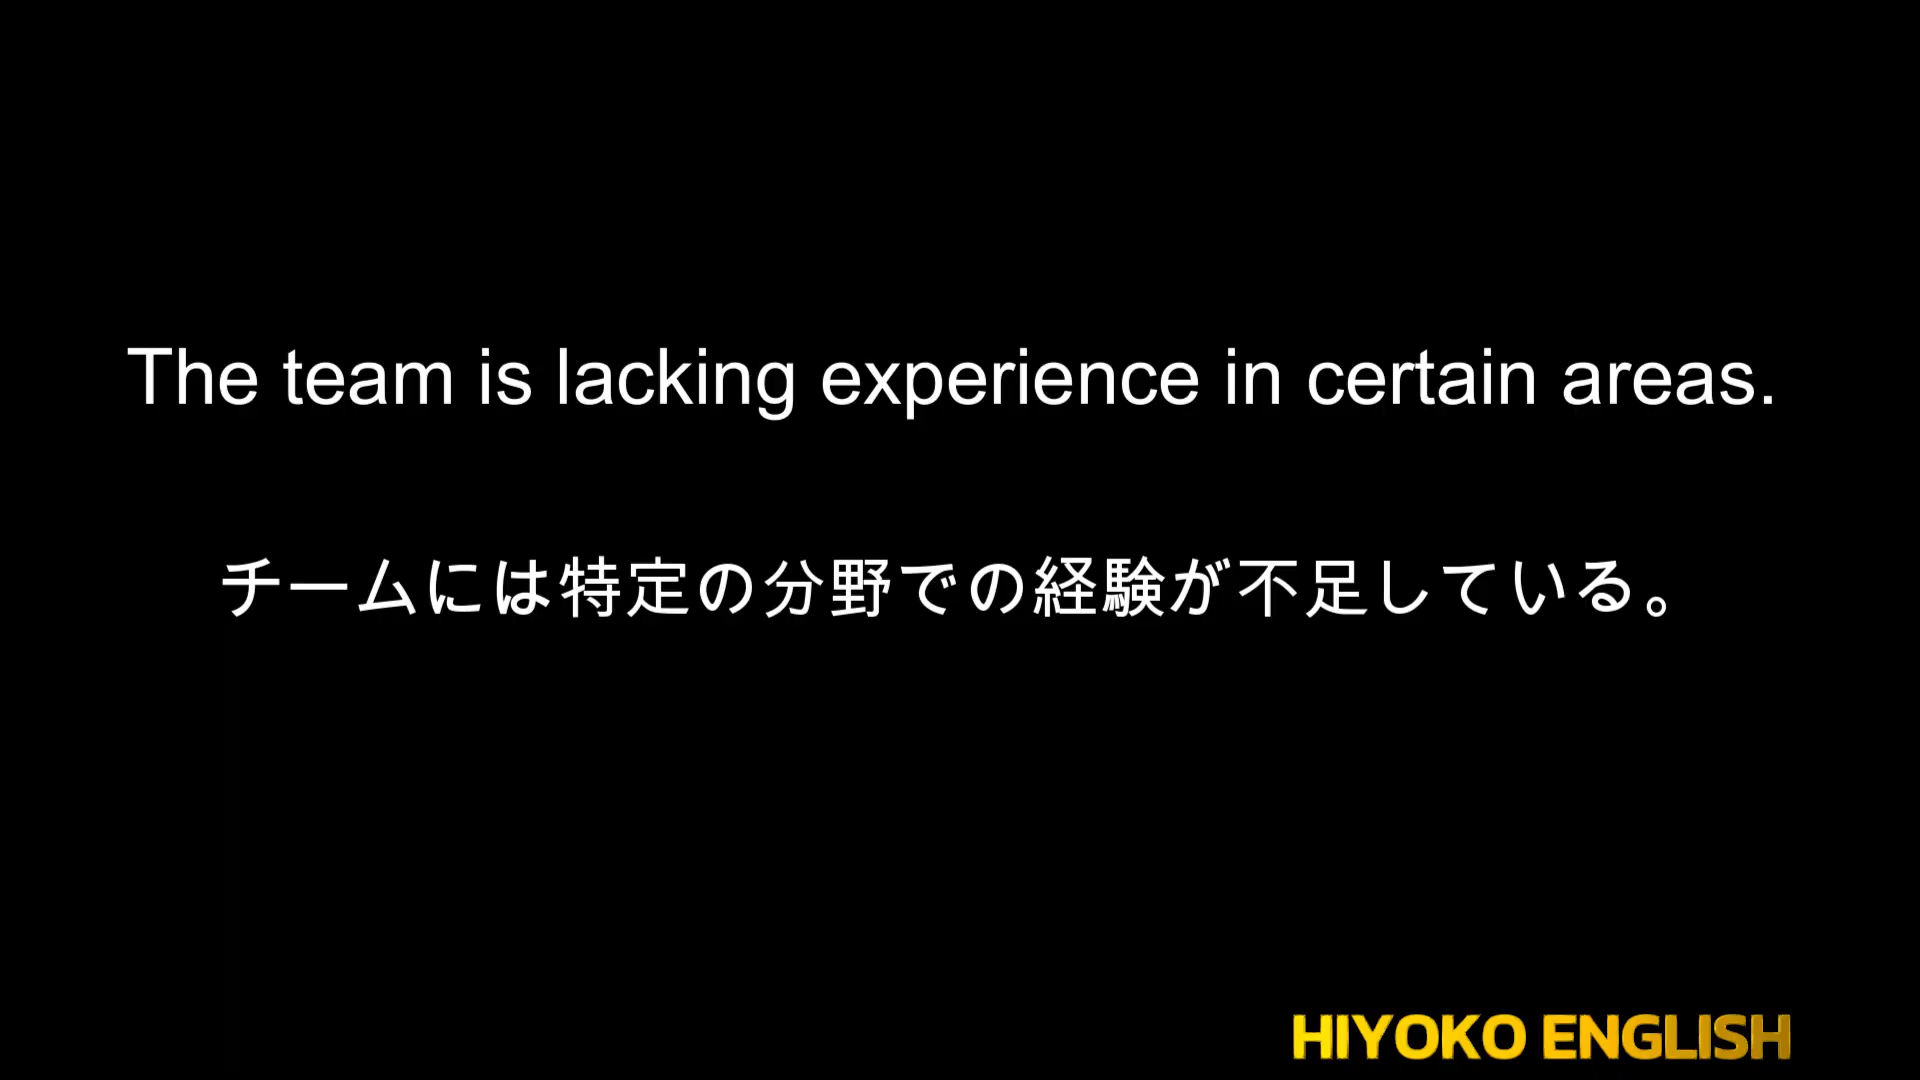 The team is lacking experience in certain areas.
チームには特定の分野での経験が不足している。
HIYOKO ENGLISH